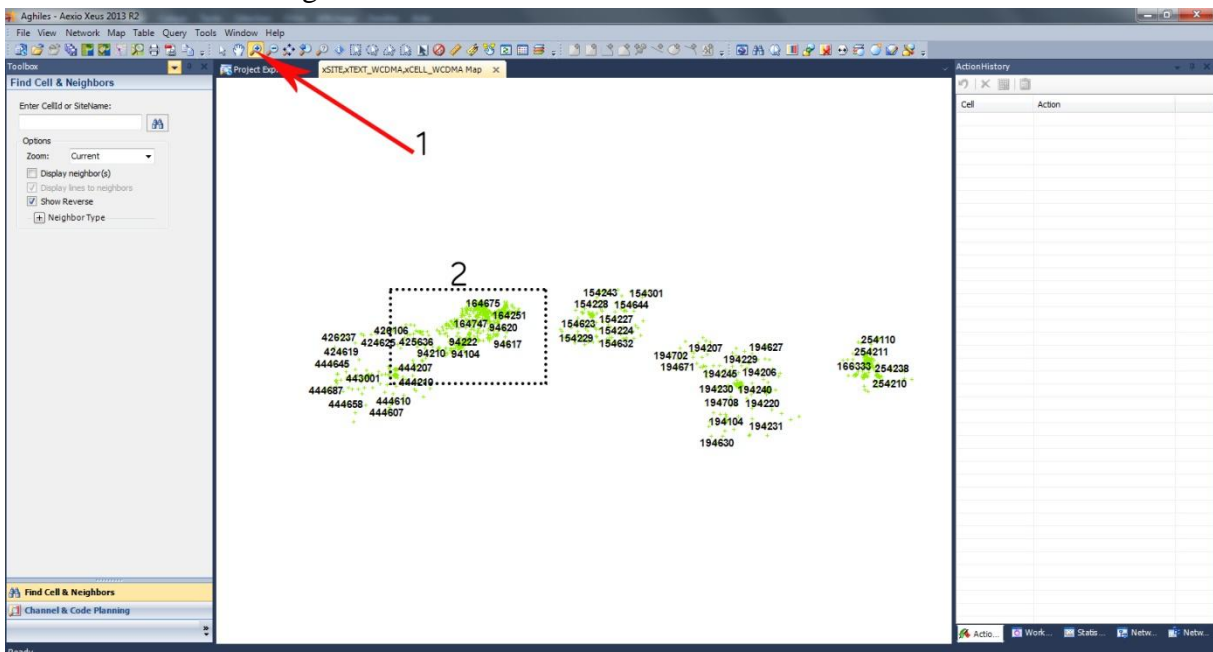 Aghiles - Aexio Xeus 2013 R2
File View Network Map Table Query Tools Window Help
Toolbox
Project Exp
xSITE,xTEXT_WCDMA,xCELL_WCDMA Map
ActionHistory
Find Cell & Neighbors
Cell Action
Enter CellId or SiteName:
Options
Zoom: Current
Display neighbor(s)
Display lines to neighbors
Show Reverse
Neighbor Type
1
2
164675
164251
164747 94620
426106
426237 424625 425636 94222 94617
424619 94210 94104
444645 444207
443001 444219
444687
444658 444610
444607
154243 154301
154228 154644
154227
154623 154224
154229 154632
194207 194627
194702 194229
194671 194245 194206
194230 194240
194708 194220
194104 194231
194630
254110
254211
166333 254238
254210
Find Cell & Neighbors
Channel & Code Planning
Actio... Work... Statis... Netw... Netw...
Ready